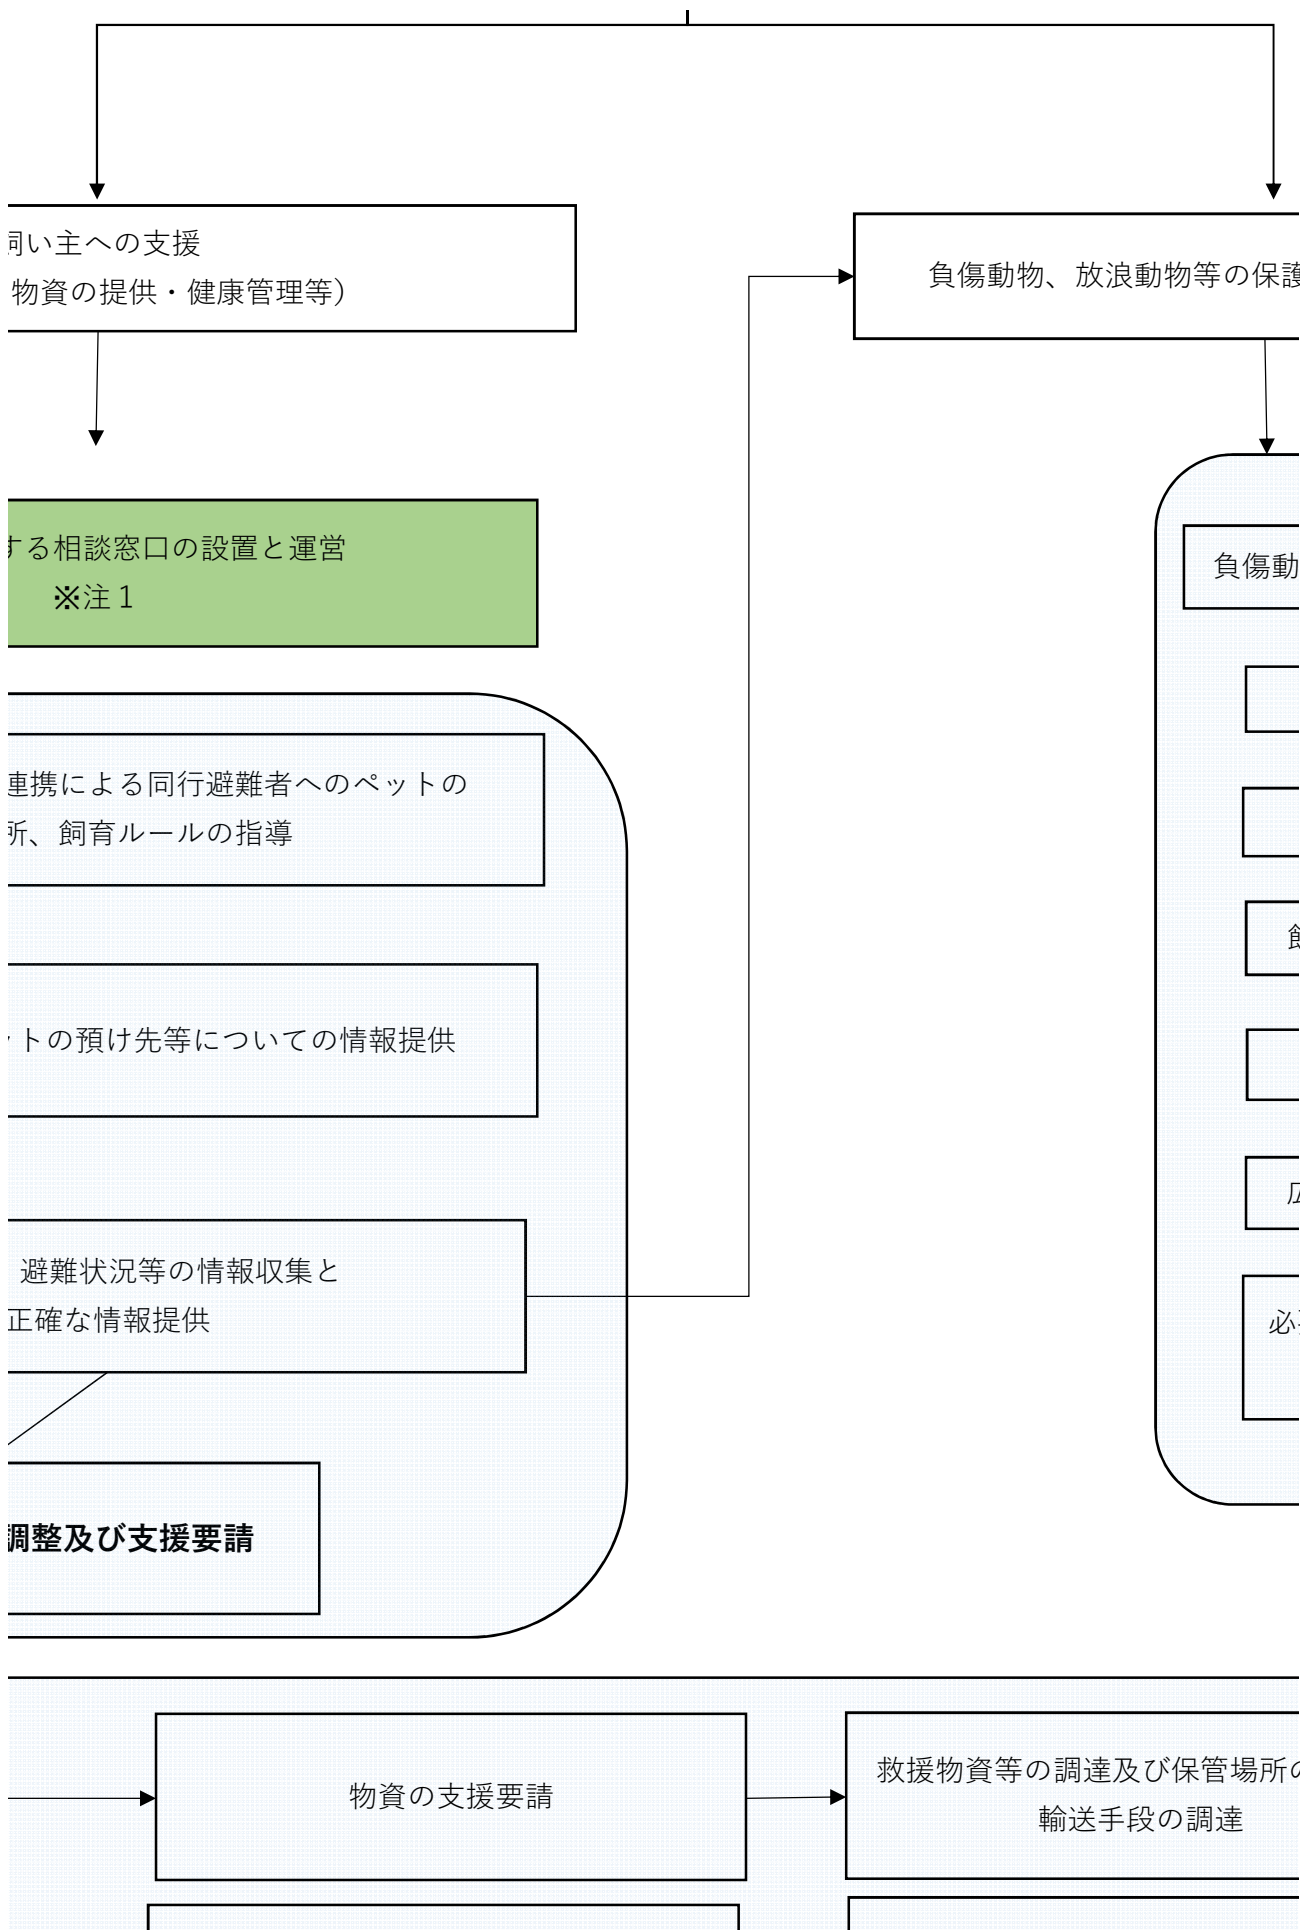 飼い主への支援
物資の提供・健康管理等）
する相談窓口の設置と運営
※注１
連携による同行避難者へのペットの
所、飼育ルールの指導
ットの預け先等についての情報提供
避難状況等の情報収集と
正確な情報提供
調整及び支援要請
負傷動物、放浪動物等の保護
負傷動
飲
広
必要
物資の支援要請
救援物資等の調達及び保管場所の
輸送手段の調達